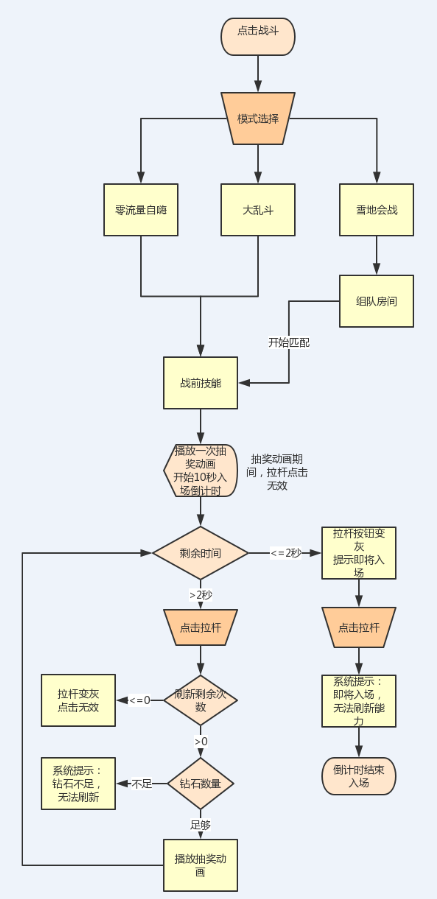 点击战斗
模式选择
零流量自嗨
大乱斗
雪地会战
组队房间
开始匹配
战前技能
播放一次抽
奖动画
开始10秒入
场倒计时
抽奖动画期
间，拉杆点击
无效
剩余时间
<=2秒
拉杆按钮变
灰
提示即将入
场
>2秒
点击拉杆
点击拉杆
刷新剩余次
数
<=0
拉杆变灰
点击无效
系统提示：
即将入场，
无法刷新能
力
>0
系统提示：
钻石不足，
无法刷新
不足
钻石数量
倒计时结束
入场
足够
播放抽奖动
画